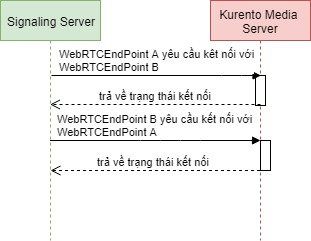 Signaling Server
Kurento Media
Server
WebRTCEndPoint A yêu cầu kết nối với
WebRTCEndPoint B
trả về trạng thái kết nối
WebRTCEndPoint B yêu cầu kết nối với
WebRTCEndPoint A
trả về trạng thái kết nối